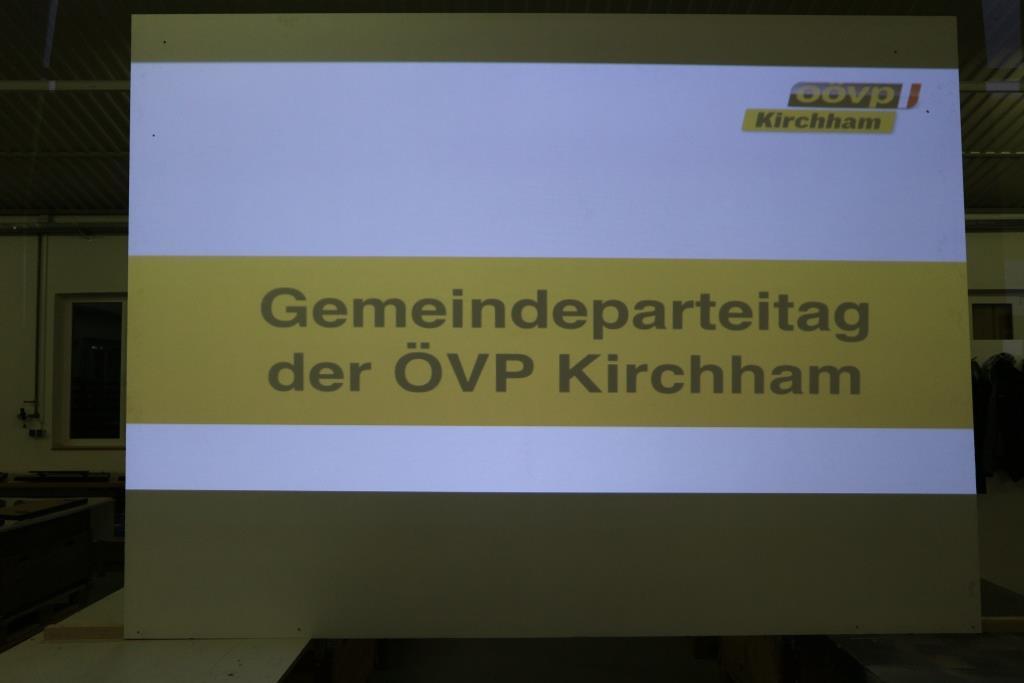 oövp
Kirchham
Gemeindeparteitag
der ÖVP Kirchham